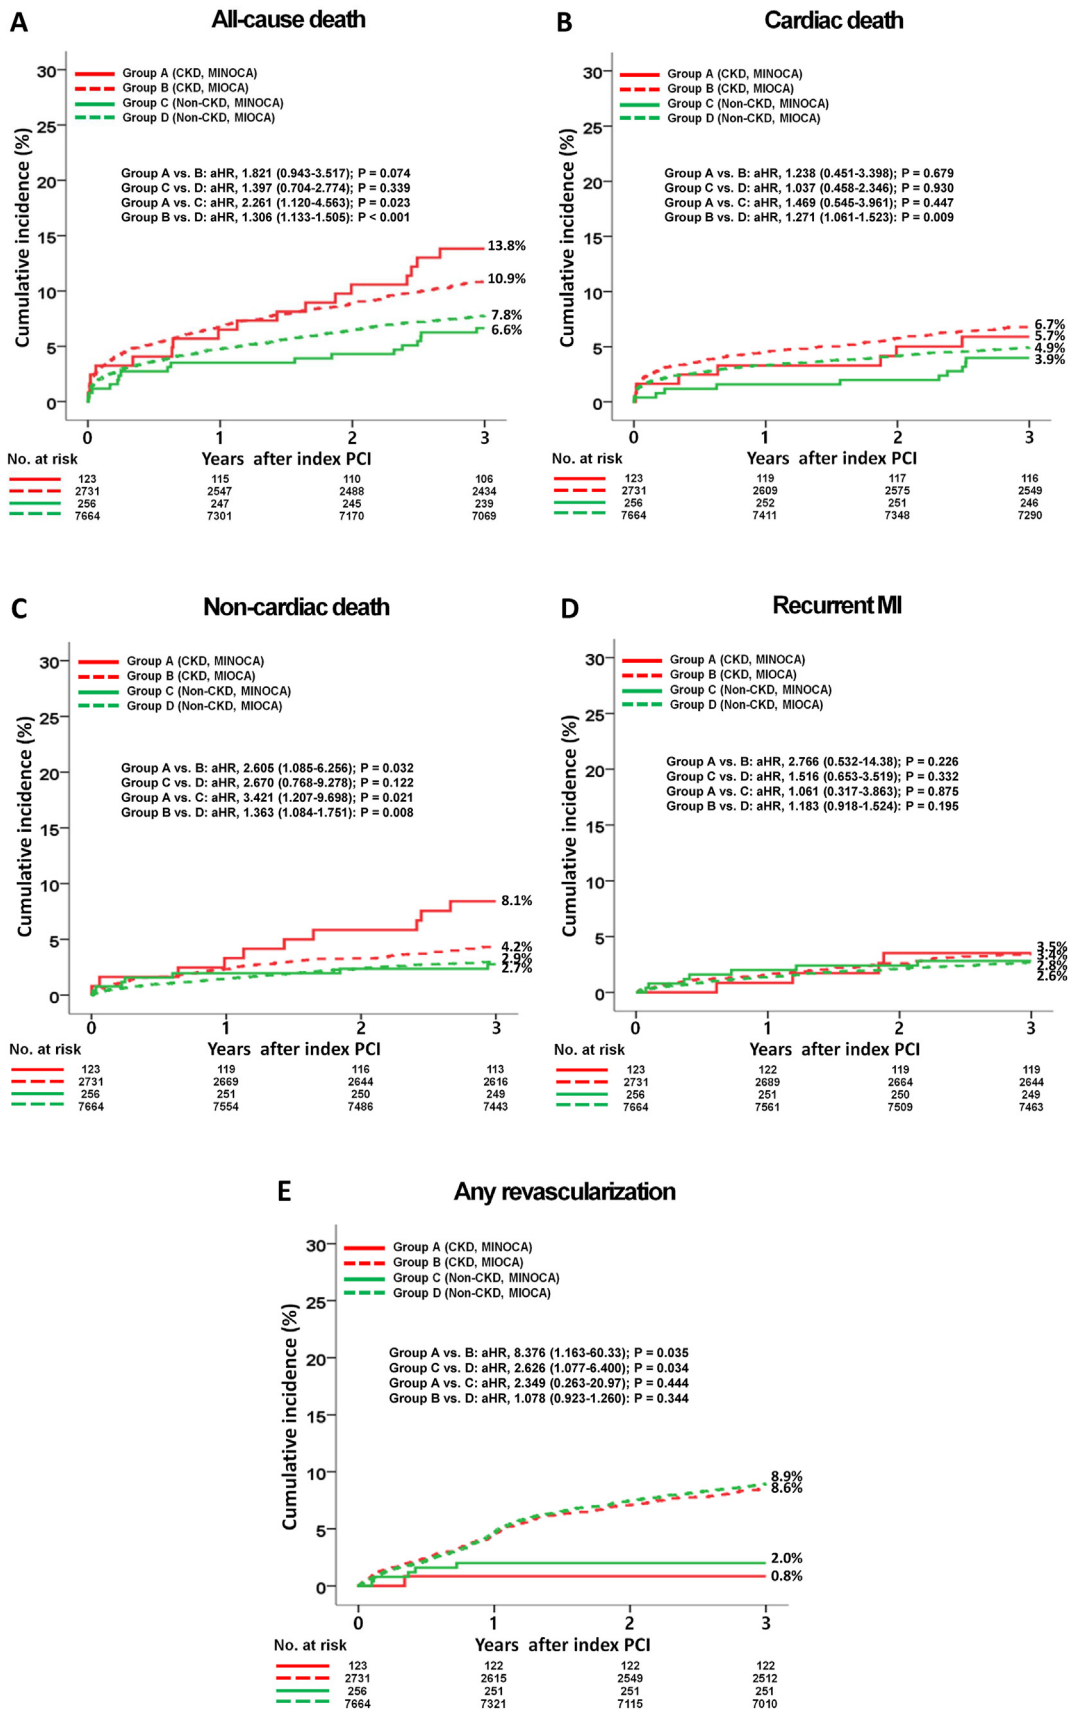 A
All-cause death
Cumulative incidence (%)
30
25
20
15
10
5
0
Group A (CKD, MINOCA)
Group B (CKD, MIOCA)
Group C (Non-CKD, MINOCA)
Group D (Non-CKD, MIOCA)
Group A vs. B: aHR, 1.821 (0.943-3.517); P = 0.074
Group C vs. D: aHR, 1.397 (0.704-2.774); P = 0.339
Group A vs. C: aHR, 2.261 (1.120-4.563); P = 0.023
Group B vs. D: aHR, 1.306 (1.133-1.505): P < 0.001
13.8%
10.9%
7.8%
6.6%
0 1 2 3
No. at risk
Years after index PCI
123 115 110 106
2731 2547 2488 2434
256 247 245 239
7664 7301 7170 7069
B
Cardiac death
Cumulative incidence (%)
30
25
20
15
10
5
0
Group A (CKD, MINOCA)
Group B (CKD, MIOCA)
Group C (Non-CKD, MINOCA)
Group D (Non-CKD, MIOCA)
Group A vs. B: aHR, 1.238 (0.451-3.398); P = 0.679
Group C vs. D: aHR, 1.037 (0.458-2.346); P = 0.930
Group A vs. C: aHR, 1.469 (0.545-3.961); P = 0.447
Group B vs. D: aHR, 1.271 (1.061-1.523): P = 0.009
6.7%
5.7%
4.9%
3.9%
0 1 2 3
No. at risk
Years after index PCI
123 119 117 116
2731 2609 2575 2549
256 252 251 246
7664 7411 7348 7290
C
Non-cardiac death
Cumulative incidence (%)
30
25
20
15
10
5
0
Group A (CKD, MINOCA)
Group B (CKD, MIOCA)
Group C (Non-CKD, MINOCA)
Group D (Non-CKD, MIOCA)
Group A vs. B: aHR, 2.605 (1.085-6.256); P = 0.032
Group C vs. D: aHR, 2.670 (0.768-9.278); P = 0.122
Group A vs. C: aHR, 3.421 (1.207-9.698); P = 0.021
Group B vs. D: aHR, 1.363 (1.084-1.751): P = 0.008
8.1%
4.2%
2.9%
2.7%
0 1 2 3
No. at risk
Years after index PCI
123 119 116 113
2731 2669 2644 2616
256 251 250 249
7664 7554 7486 7443
D
Recurrent MI
Cumulative incidence (%)
30
25
20
15
10
5
0
Group A (CKD, MINOCA)
Group B (CKD, MIOCA)
Group C (Non-CKD, MINOCA)
Group D (Non-CKD, MIOCA)
Group A vs. B: aHR, 2.766 (0.532-14.38); P = 0.226
Group C vs. D: aHR, 1.516 (0.653-3.519); P = 0.332
Group A vs. C: aHR, 1.061 (0.317-3.863); P = 0.875
Group B vs. D: aHR, 1.183 (0.918-1.524): P = 0.195
3.5%
3.4%
2.8%
2.6%
0 1 2 3
No. at risk
Years after index PCI
123 122 119 119
2731 2689 2664 2644
256 251 250 249
7664 7561 7509 7463
E
Any revascularization
Cumulative incidence (%)
30
25
20
15
10
5
0
Group A (CKD, MINOCA)
Group B (CKD, MIOCA)
Group C (Non-CKD, MINOCA)
Group D (Non-CKD, MIOCA)
Group A vs. B: aHR, 8.376 (1.163-60.33); P = 0.035
Group C vs. D: aHR, 2.626 (1.077-6.400); P = 0.034
Group A vs. C: aHR, 2.349 (0.263-20.97); P = 0.444
Group B vs. D: aHR, 1.078 (0.923-1.260): P = 0.344
8.9%
8.6%
2.0%
0.8%
0 1 2 3
No. at risk
Years after index PCI
123 122 122 122
2731 2615 2549 2512
256 251 251 251
7664 7321 7115 7010